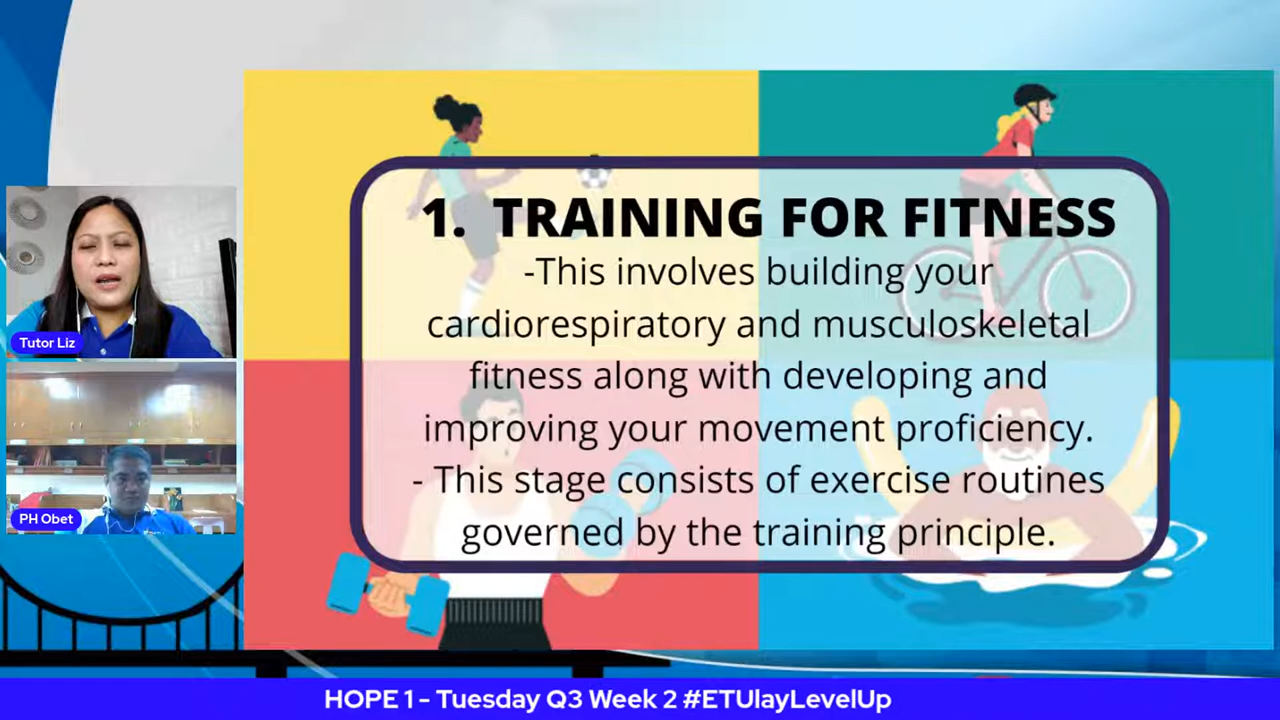 1. TRAINING FOR FITNESS
-This involves building your
cardiorespiratory and musculoskeletal
fitness along with developing and
improving your movement proficiency.
- This stage consists of exercise routines
governed by the training principle.
Tutor Liz
PH Obet
HOPE 1 - Tuesday Q3 Week 2 #ETUlayLevelUp